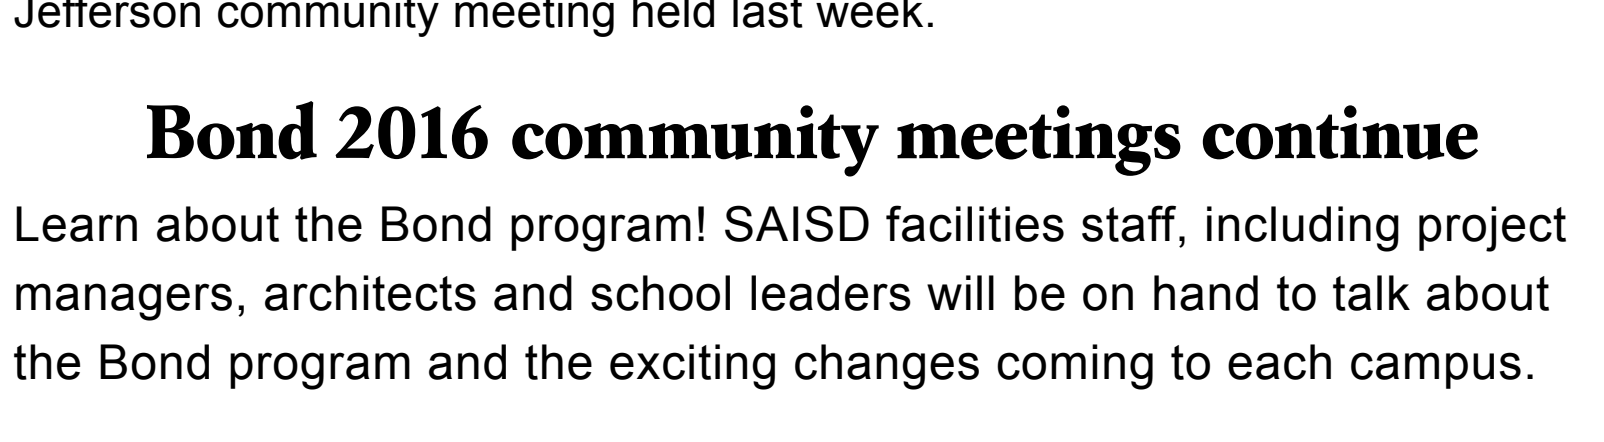 Jefferson community meeting held last week.
Bond 2016 community meetings continue
Learn about the Bond program! SAISD facilities staff, including project
managers, architects and school leaders will be on hand to talk about
the Bond program and the exciting changes coming to each campus.